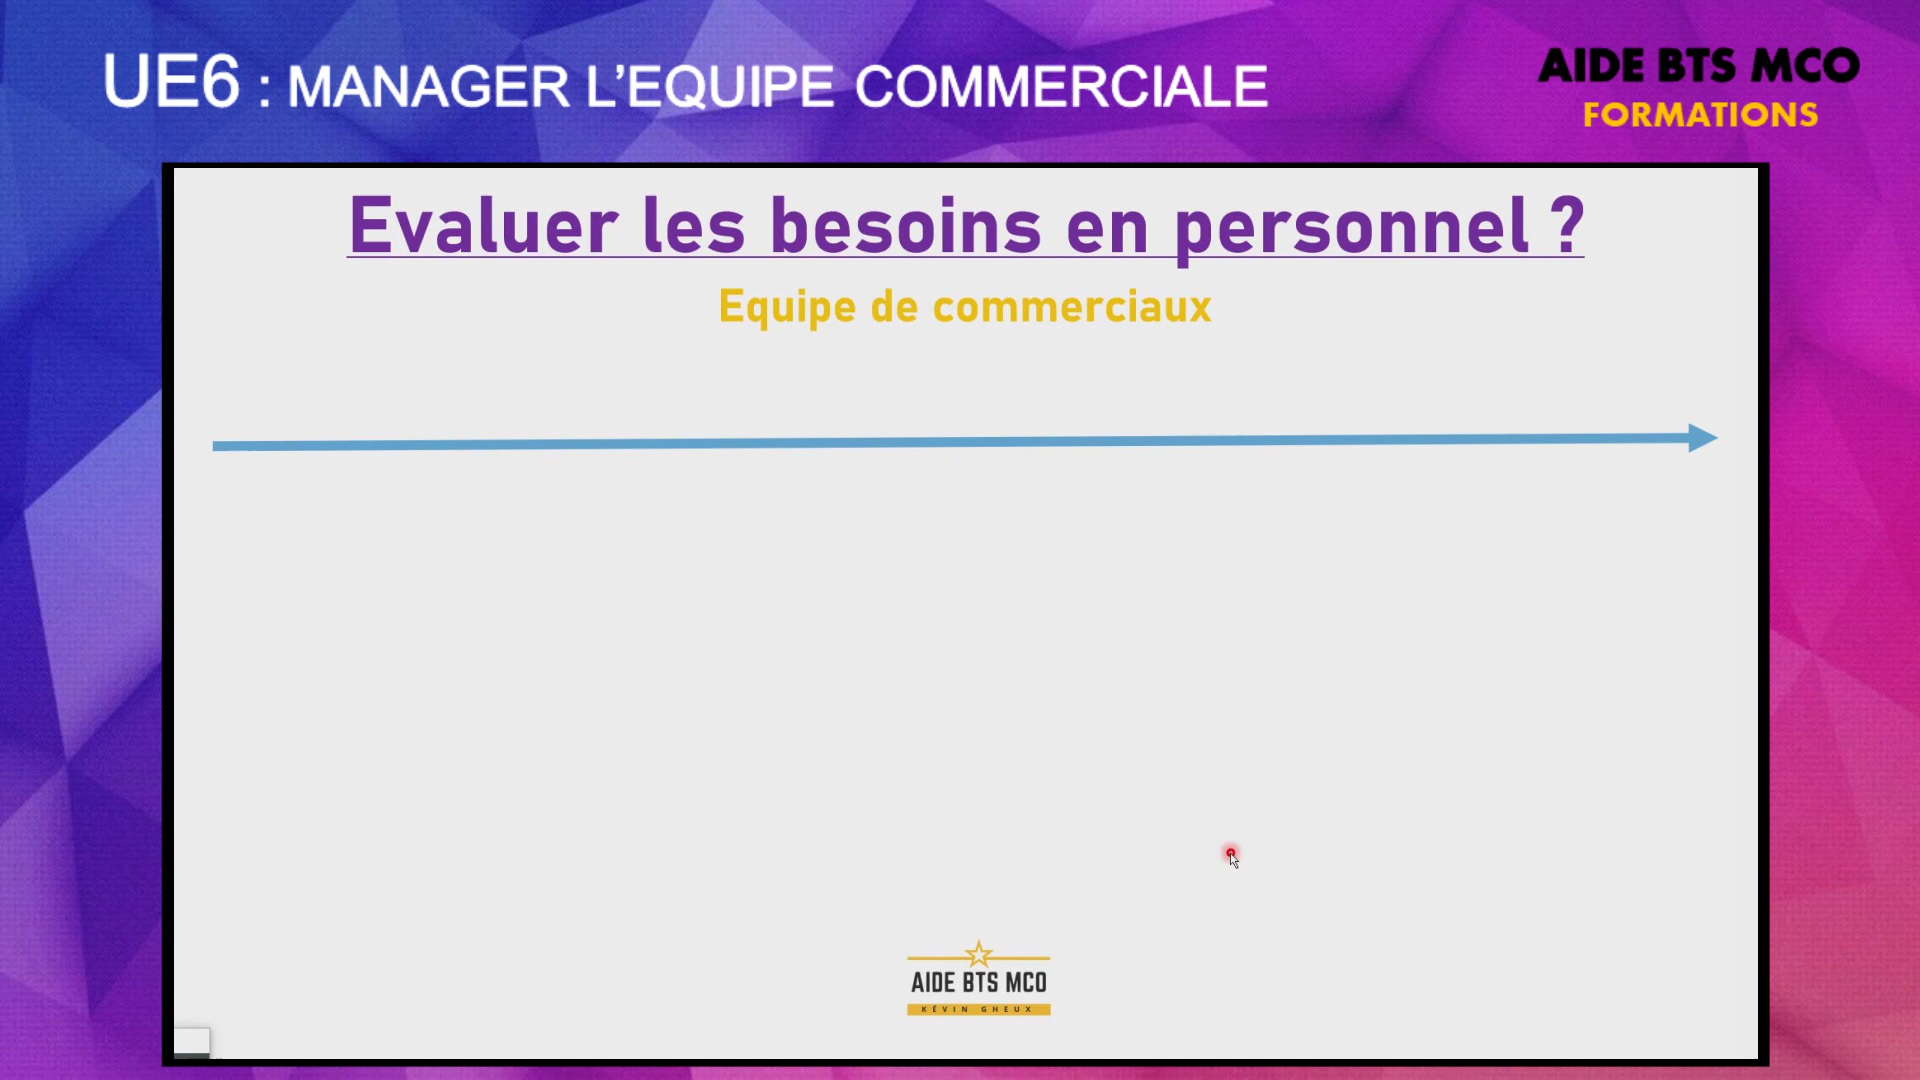 UE6 : MANAGER L’EQUIPE COMMERCIALE
AIDE BTS MCO
FORMATIONS
Evaluer les besoins en personnel ?
Equipe de commerciaux
AIDE BTS MCO
KÉVIN GHEUX